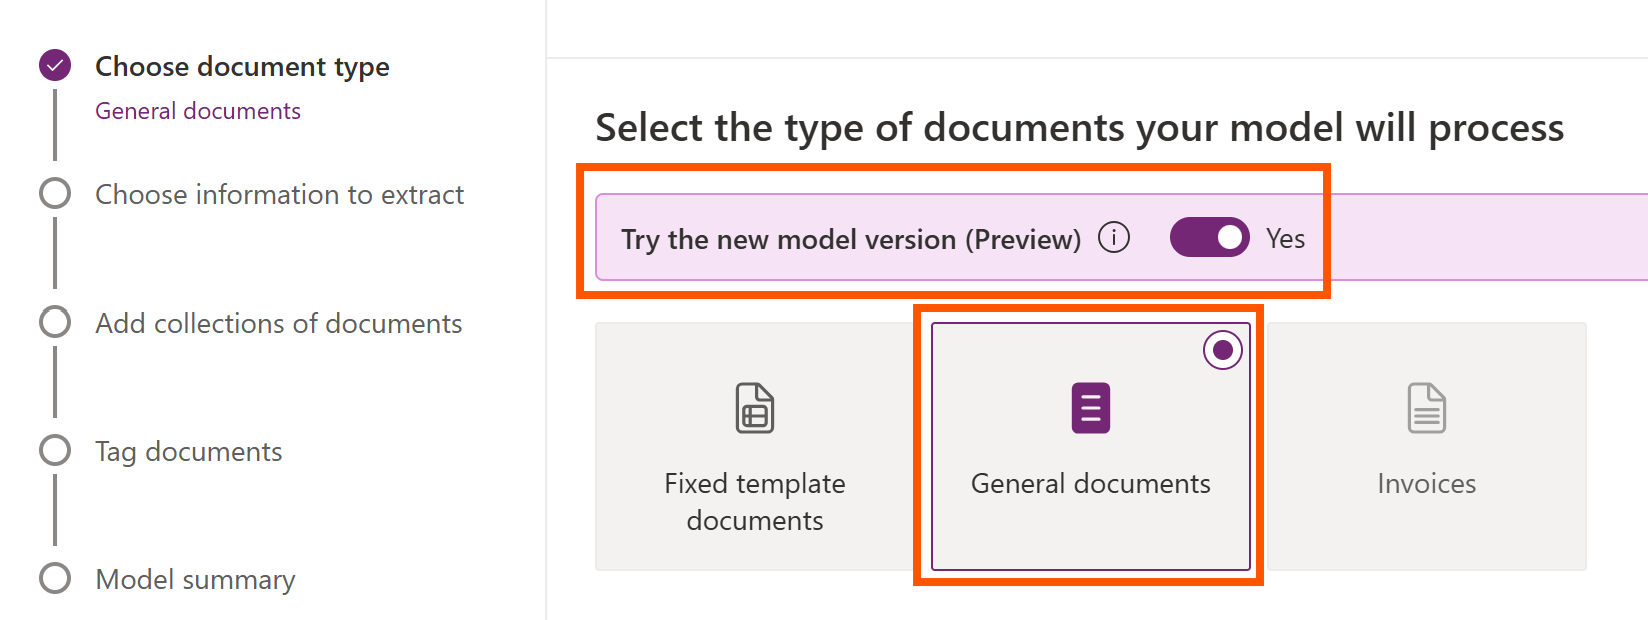 Choose document type
General documents
Choose information to extract
Add collections of documents
Tag documents
Model summary
Select the type of documents your model will process
Try the new model version (Preview) i Yes
Fixed template
documents
General documents
Invoices